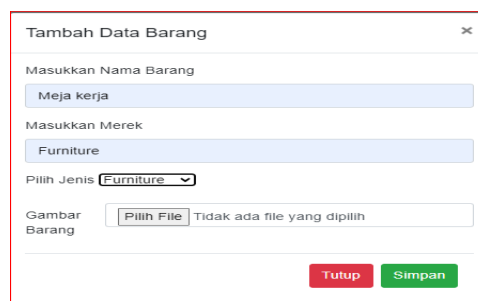 Tambah Data Barang ×
Masukkan Nama Barang
Meja kerja
Masukkan Merek
Furniture
Pilih Jenis Furniture
Gambar Barang
Pilih File Tidak ada file yang dipilih
Tutup Simpan